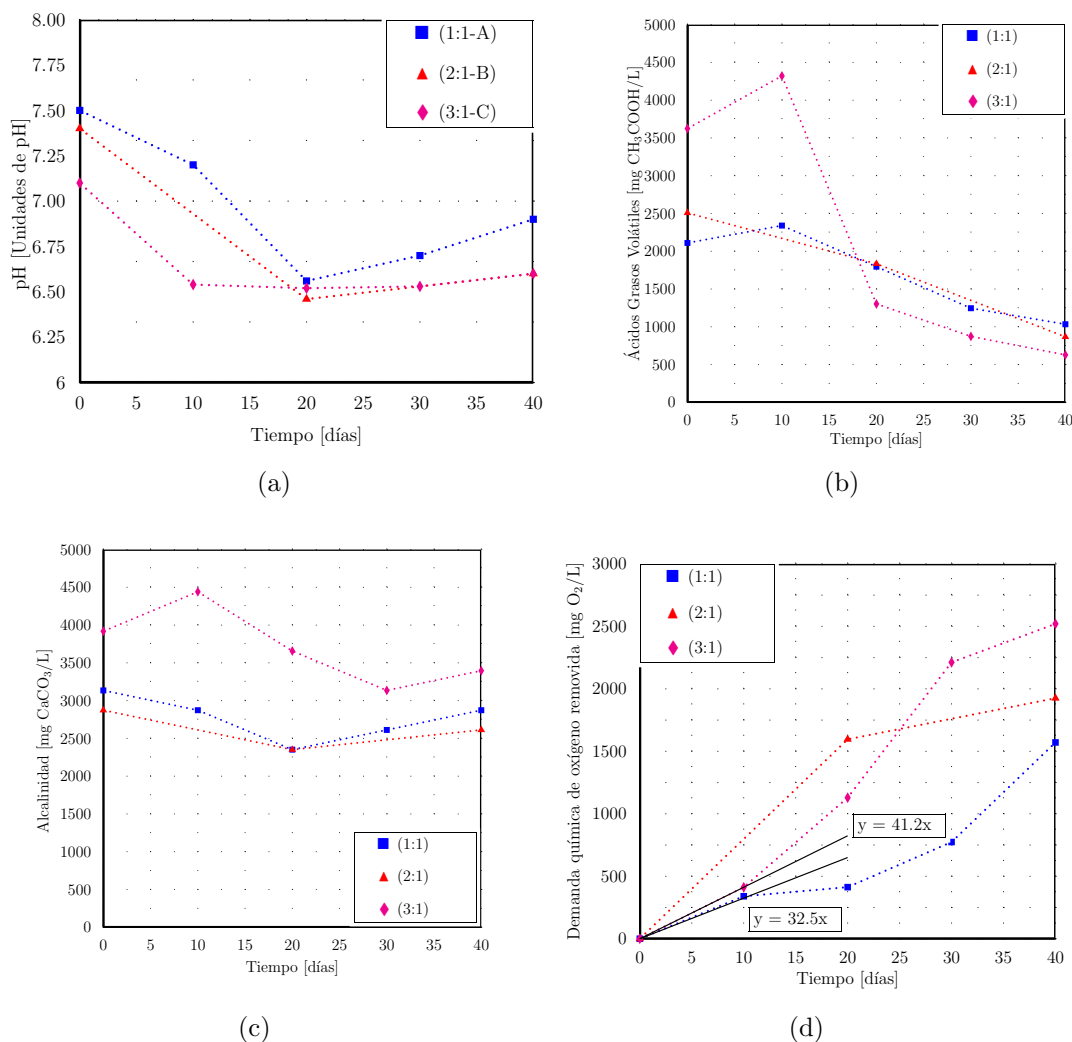 8.00
7.75
7.50
7.25
7.00
6.75
6.50
6.25
6
0 5 10 15 20 25 30 35 40
pH [Unidades de pH]
Tiempo [días]
(1:1-A)
(2:1-B)
(3:1-C)
(a)
5000
4500
4000
3500
3000
2500
2000
1500
1000
500
0
0 5 10 15 20 25 30 35 40
Ácidos Grasos Volátiles [mg CH₃COOH/L]
Tiempo [días]
(1:1)
(2:1)
(3:1)
(b)
5000
4500
4000
3500
3000
2500
2000
1500
1000
500
0
0 5 10 15 20 25 30 35 40
Alcalinidad [mg CaCO₃/L]
Tiempo [días]
(1:1)
(2:1)
(3:1)
(c)
3000
2500
2000
1500
1000
500
0
0 5 10 15 20 25 30 35 40
Demanda química de oxígeno removida [mg O₂/L]
Tiempo [días]
(1:1)
(2:1)
(3:1)
y = 41.2x
y = 32.5x
(d)